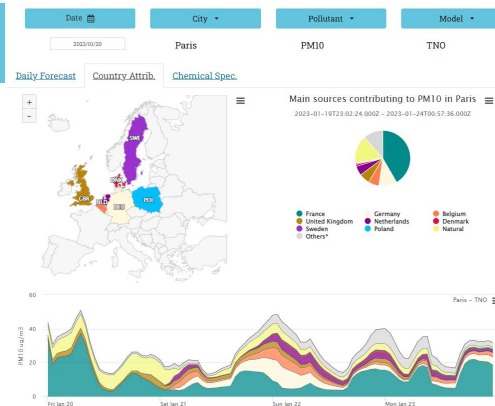 Date
City
Pollutant
Model
2023/01/20
Paris
PM10
TNO
Daily Forecast
Country Attrib.
Chemical Spec.
+
−
SWE
GBR
POL
DEU
Main sources contributing to PM10 in Paris
2023-01-19T23:02:24.000Z - 2023-01-24T00:57:36.000Z
France
Germany
Belgium
United Kingdom
Netherlands
Denmark
Sweden
Poland
Natural
Others*
Paris - TNO
PM10 ug/m3
60
40
20
0
Fri Jan 20
Sat Jan 21
Sun Jan 22
Mon Jan 23